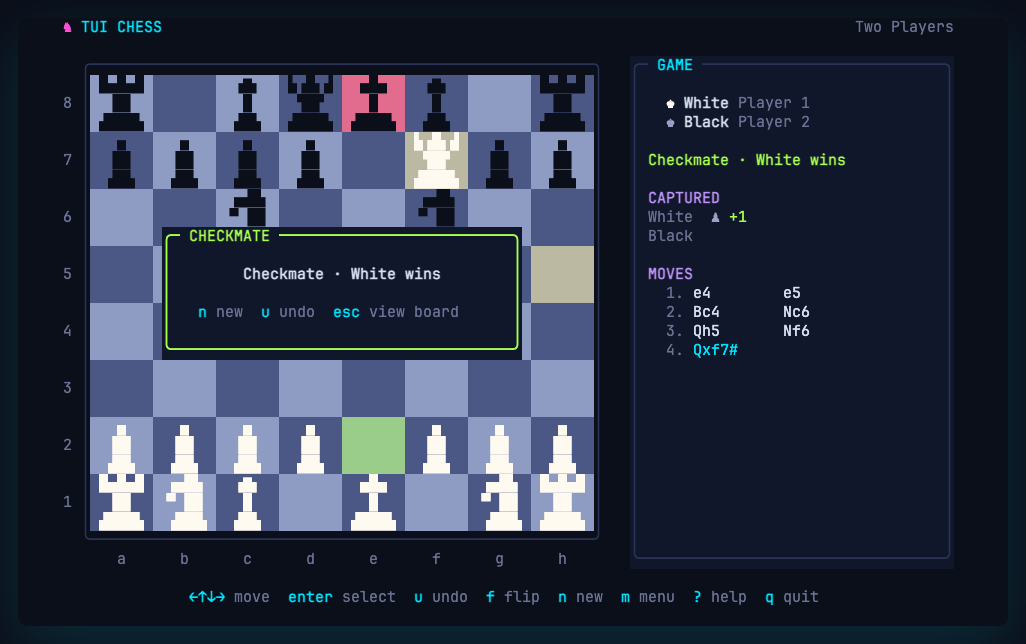 TUI CHESS
Two Players
8
7
6
5
4
3
2
1
a b c d e f g h
CHECKMATE
Checkmate · White wins
n new u undo esc view board
GAME
White Player 1
Black Player 2
Checkmate · White wins
CAPTURED
White ♟ +1
Black
MOVES
1. e4 e5
2. Bc4 Nc6
3. Qh5 Nf6
4. Qxf7#
←↑↓→ move enter select u undo f flip n new m menu ? help q quit